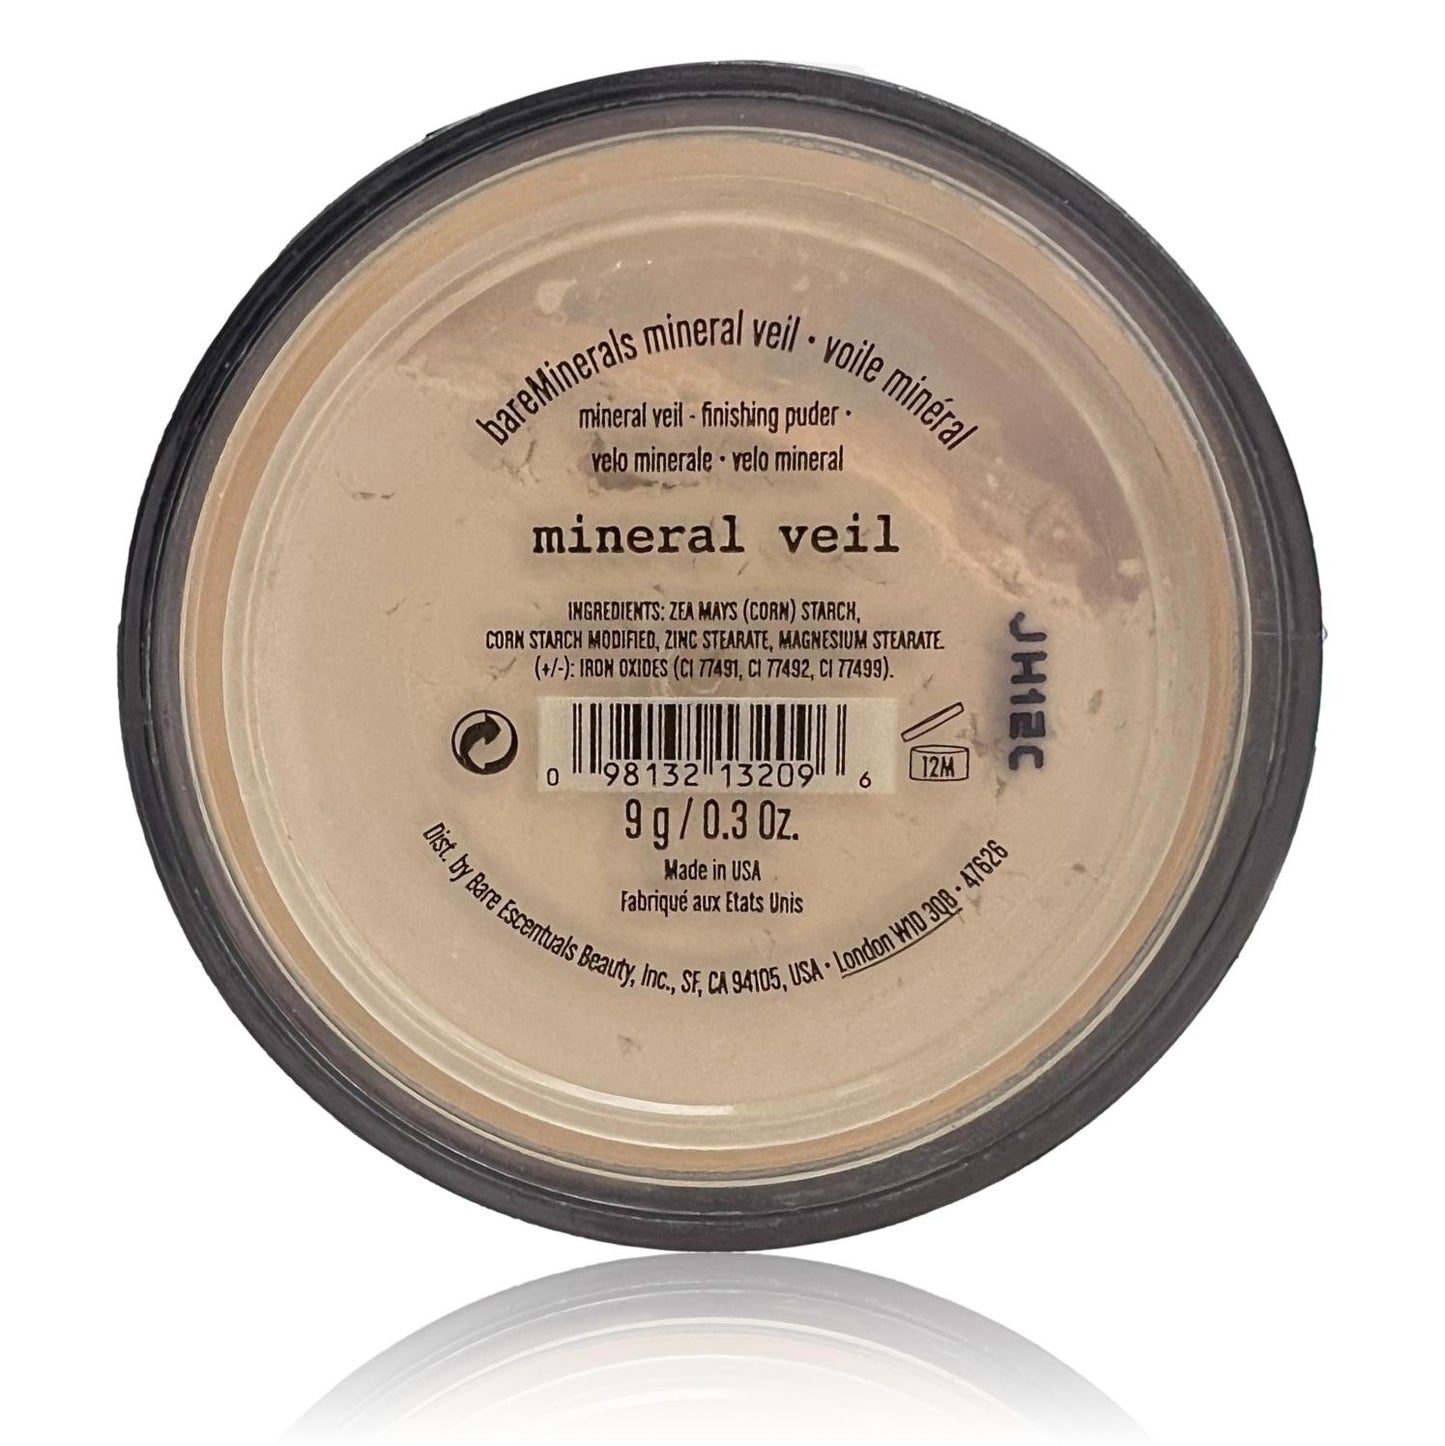 bareMinerals mineral veil · voile minéral
mineral veil - finishing puder ·
velo minerale · velo mineral
mineral veil
INGREDIENTS: ZEA MAYS (CORN) STARCH,
CORN STARCH MODIFIED, ZINC STEARATE, MAGNESIUM STEARATE.
(+/-): IRON OXIDES (CI 77491, CI 77492, CI 77499).
0 98132 13209 6
12M
JH1EC
9 g / 0.3 Oz.
Made in USA
Fabriqué aux Etats Unis
Dist. by Bare Escentuals Beauty, Inc., SF, CA 94105, USA · London W1D 3QB · 47626